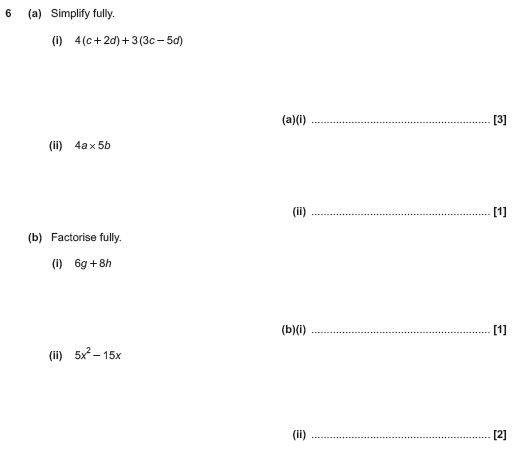 6 (a) Simplify fully.
(i) 4(c + 2d) + 3(3c – 5d)
(a)(i) ............................................................ [3]
(ii) 4a × 5b
(ii) ............................................................ [1]
(b) Factorise fully.
(i) 6g + 8h
(b)(i) ............................................................ [1]
(ii) 5x² – 15x
(ii) ............................................................ [2]